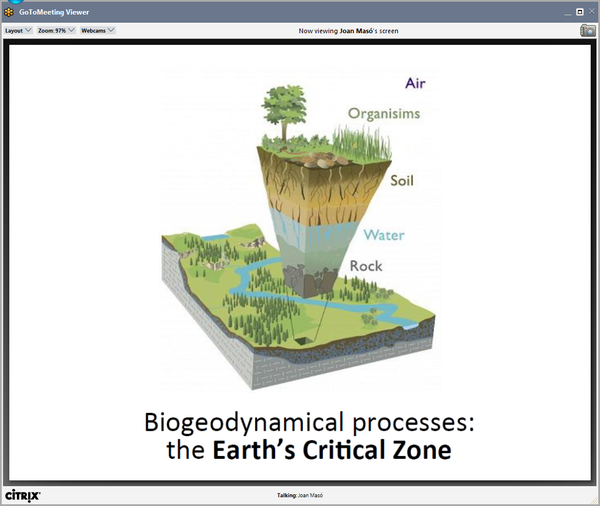 GoToMeeting Viewer
Layout Zoom: 97% Webcams Now viewing Joan Masó's screen
Air
Organisims
Soil
Water
Rock
Biogeodynamical processes:
the Earth's Critical Zone
CITRIX Talking: Joan Masó